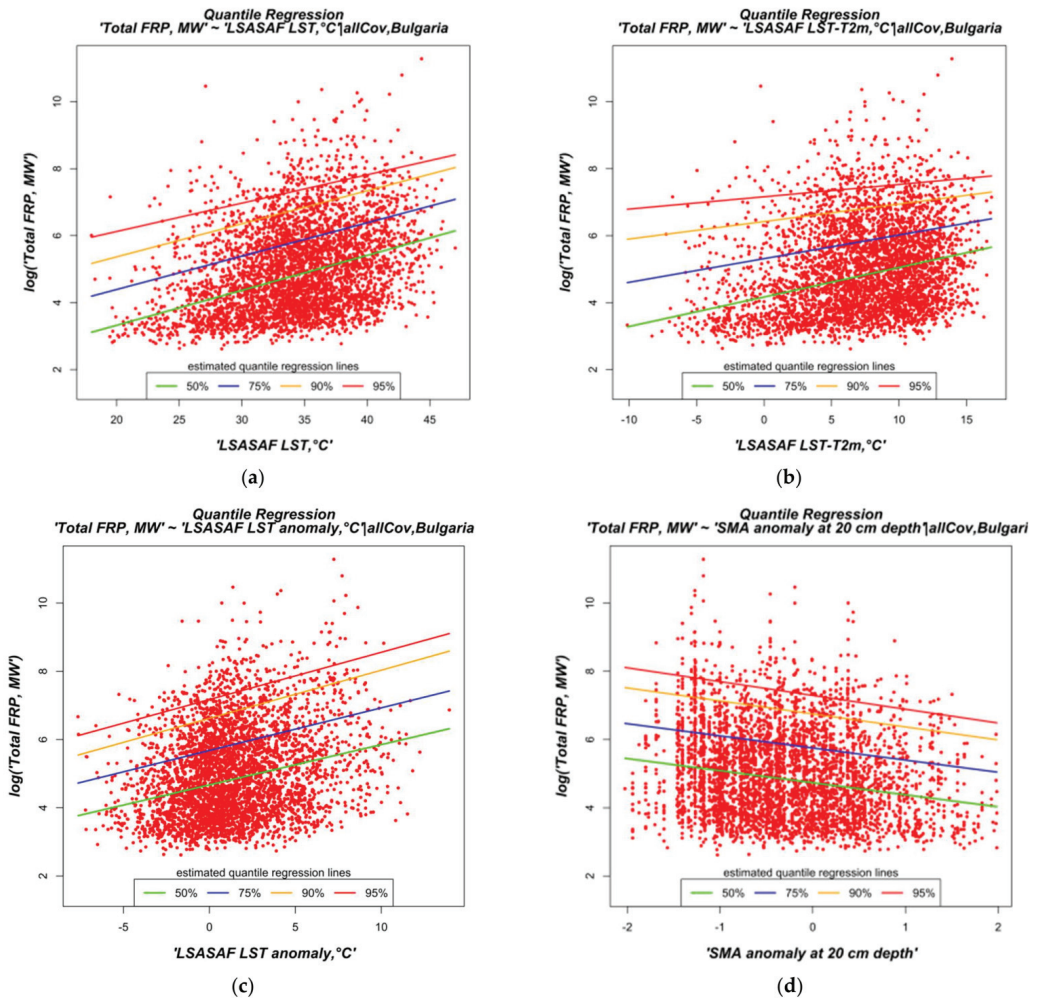 Quantile Regression
'Total FRP, MW' ~ 'LSASAF LST,°C'|allCov,Bulgaria
log('Total FRP, MW')
10
8
6
4
2
estimated quantile regression lines
50% 75% 90% 95%
20 25 30 35 40 45
'LSASAF LST,°C'
(a)
Quantile Regression
'Total FRP, MW' ~ 'LSASAF LST-T2m,°C'|allCov,Bulgaria
log('Total FRP, MW')
10
8
6
4
2
estimated quantile regression lines
50% 75% 90% 95%
-10 -5 0 5 10 15
'LSASAF LST-T2m,°C'
(b)
Quantile Regression
'Total FRP, MW' ~ 'LSASAF LST anomaly,°C'|allCov,Bulgaria
log('Total FRP, MW')
10
8
6
4
2
estimated quantile regression lines
50% 75% 90% 95%
-5 0 5 10
'LSASAF LST anomaly,°C'
(c)
Quantile Regression
'Total FRP, MW' ~ 'SMA anomaly at 20 cm depth'|allCov,Bulgari
log('Total FRP, MW')
10
8
6
4
2
estimated quantile regression lines
50% 75% 90% 95%
-2 -1 0 1 2
'SMA anomaly at 20 cm depth'
(d)